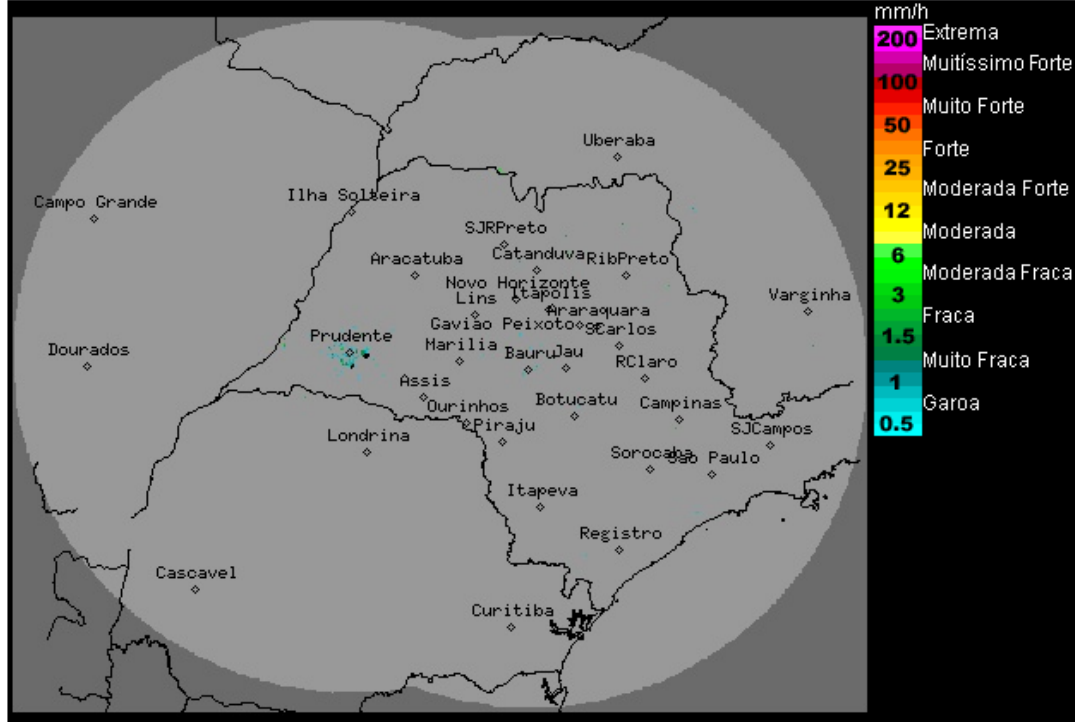 mm/h
200 Extrema
Muitíssimo Forte
100
Muito Forte
50
Forte
25
Moderada Forte
12
Moderada
6
Moderada Fraca
3
Fraca
1.5
Muito Fraca
1
Garoa
0.5
Uberaba
Campo Grande
Ilha Solteira
SJRPreto
Aracatuba
Catanduva
RibPreto
Novo Horizonte
Lins
Itapolis
Varginha
Araraquara
Gavião Peixoto
SCarlos
Prudente
Dourados
Marilia
Bauru
Jau
RClaro
Assis
Ourinhos
Botucatu
Campinas
Piraju
Londrina
SJCampos
Sorocaba
Sao Paulo
Itapeva
Registro
Cascavel
Curitiba